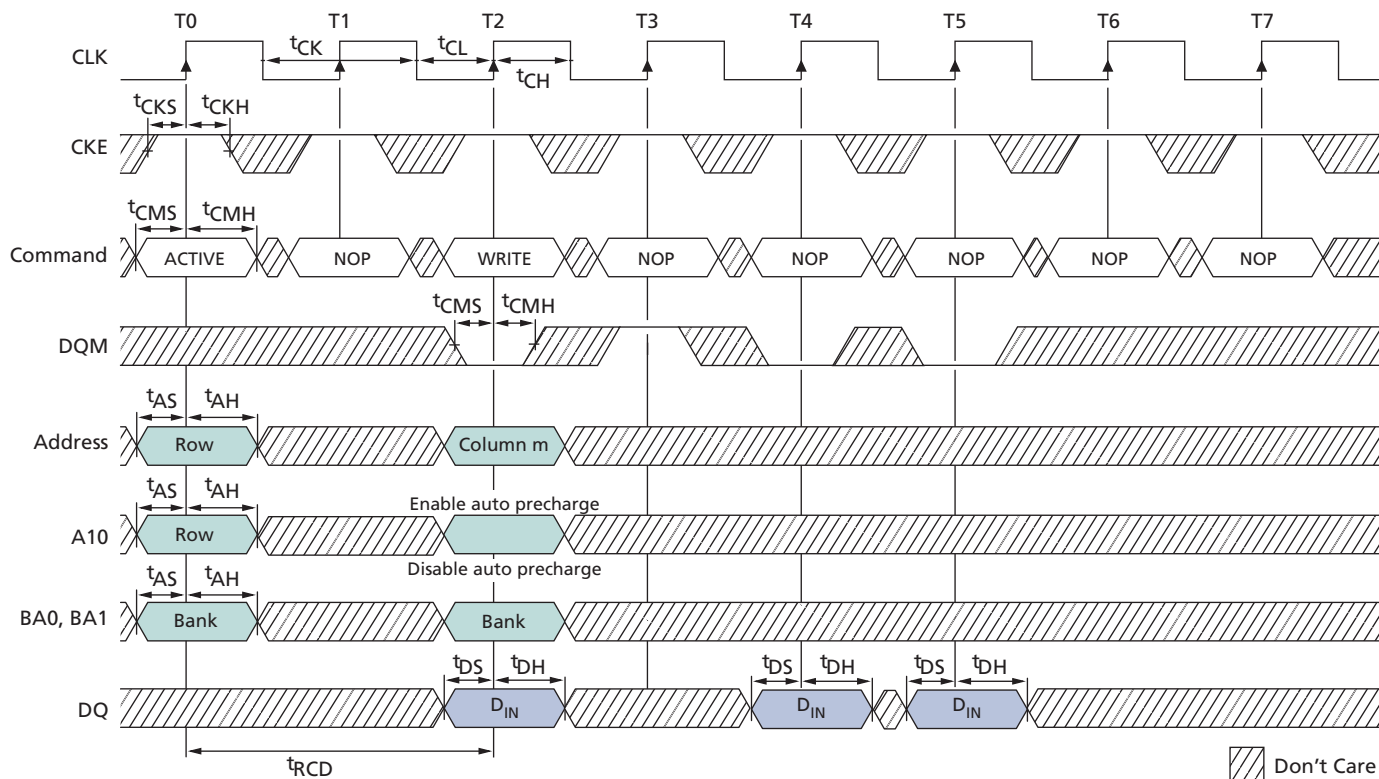 T0 T1 T2 T3 T4 T5 T6 T7
CLK
tCK tCL
tCH
tCKS tCKH
CKE
tCMS tCMH
Command ACTIVE NOP WRITE NOP NOP NOP NOP NOP
tCMS tCMH
DQM
tAS tAH
Address Row Column m
tAS tAH Enable auto precharge
A10 Row
Disable auto precharge
tAS tAH
BA0, BA1 Bank Bank
tDS tDH tDS tDH tDS tDH
DQ DIN DIN DIN
tRCD
Don't Care